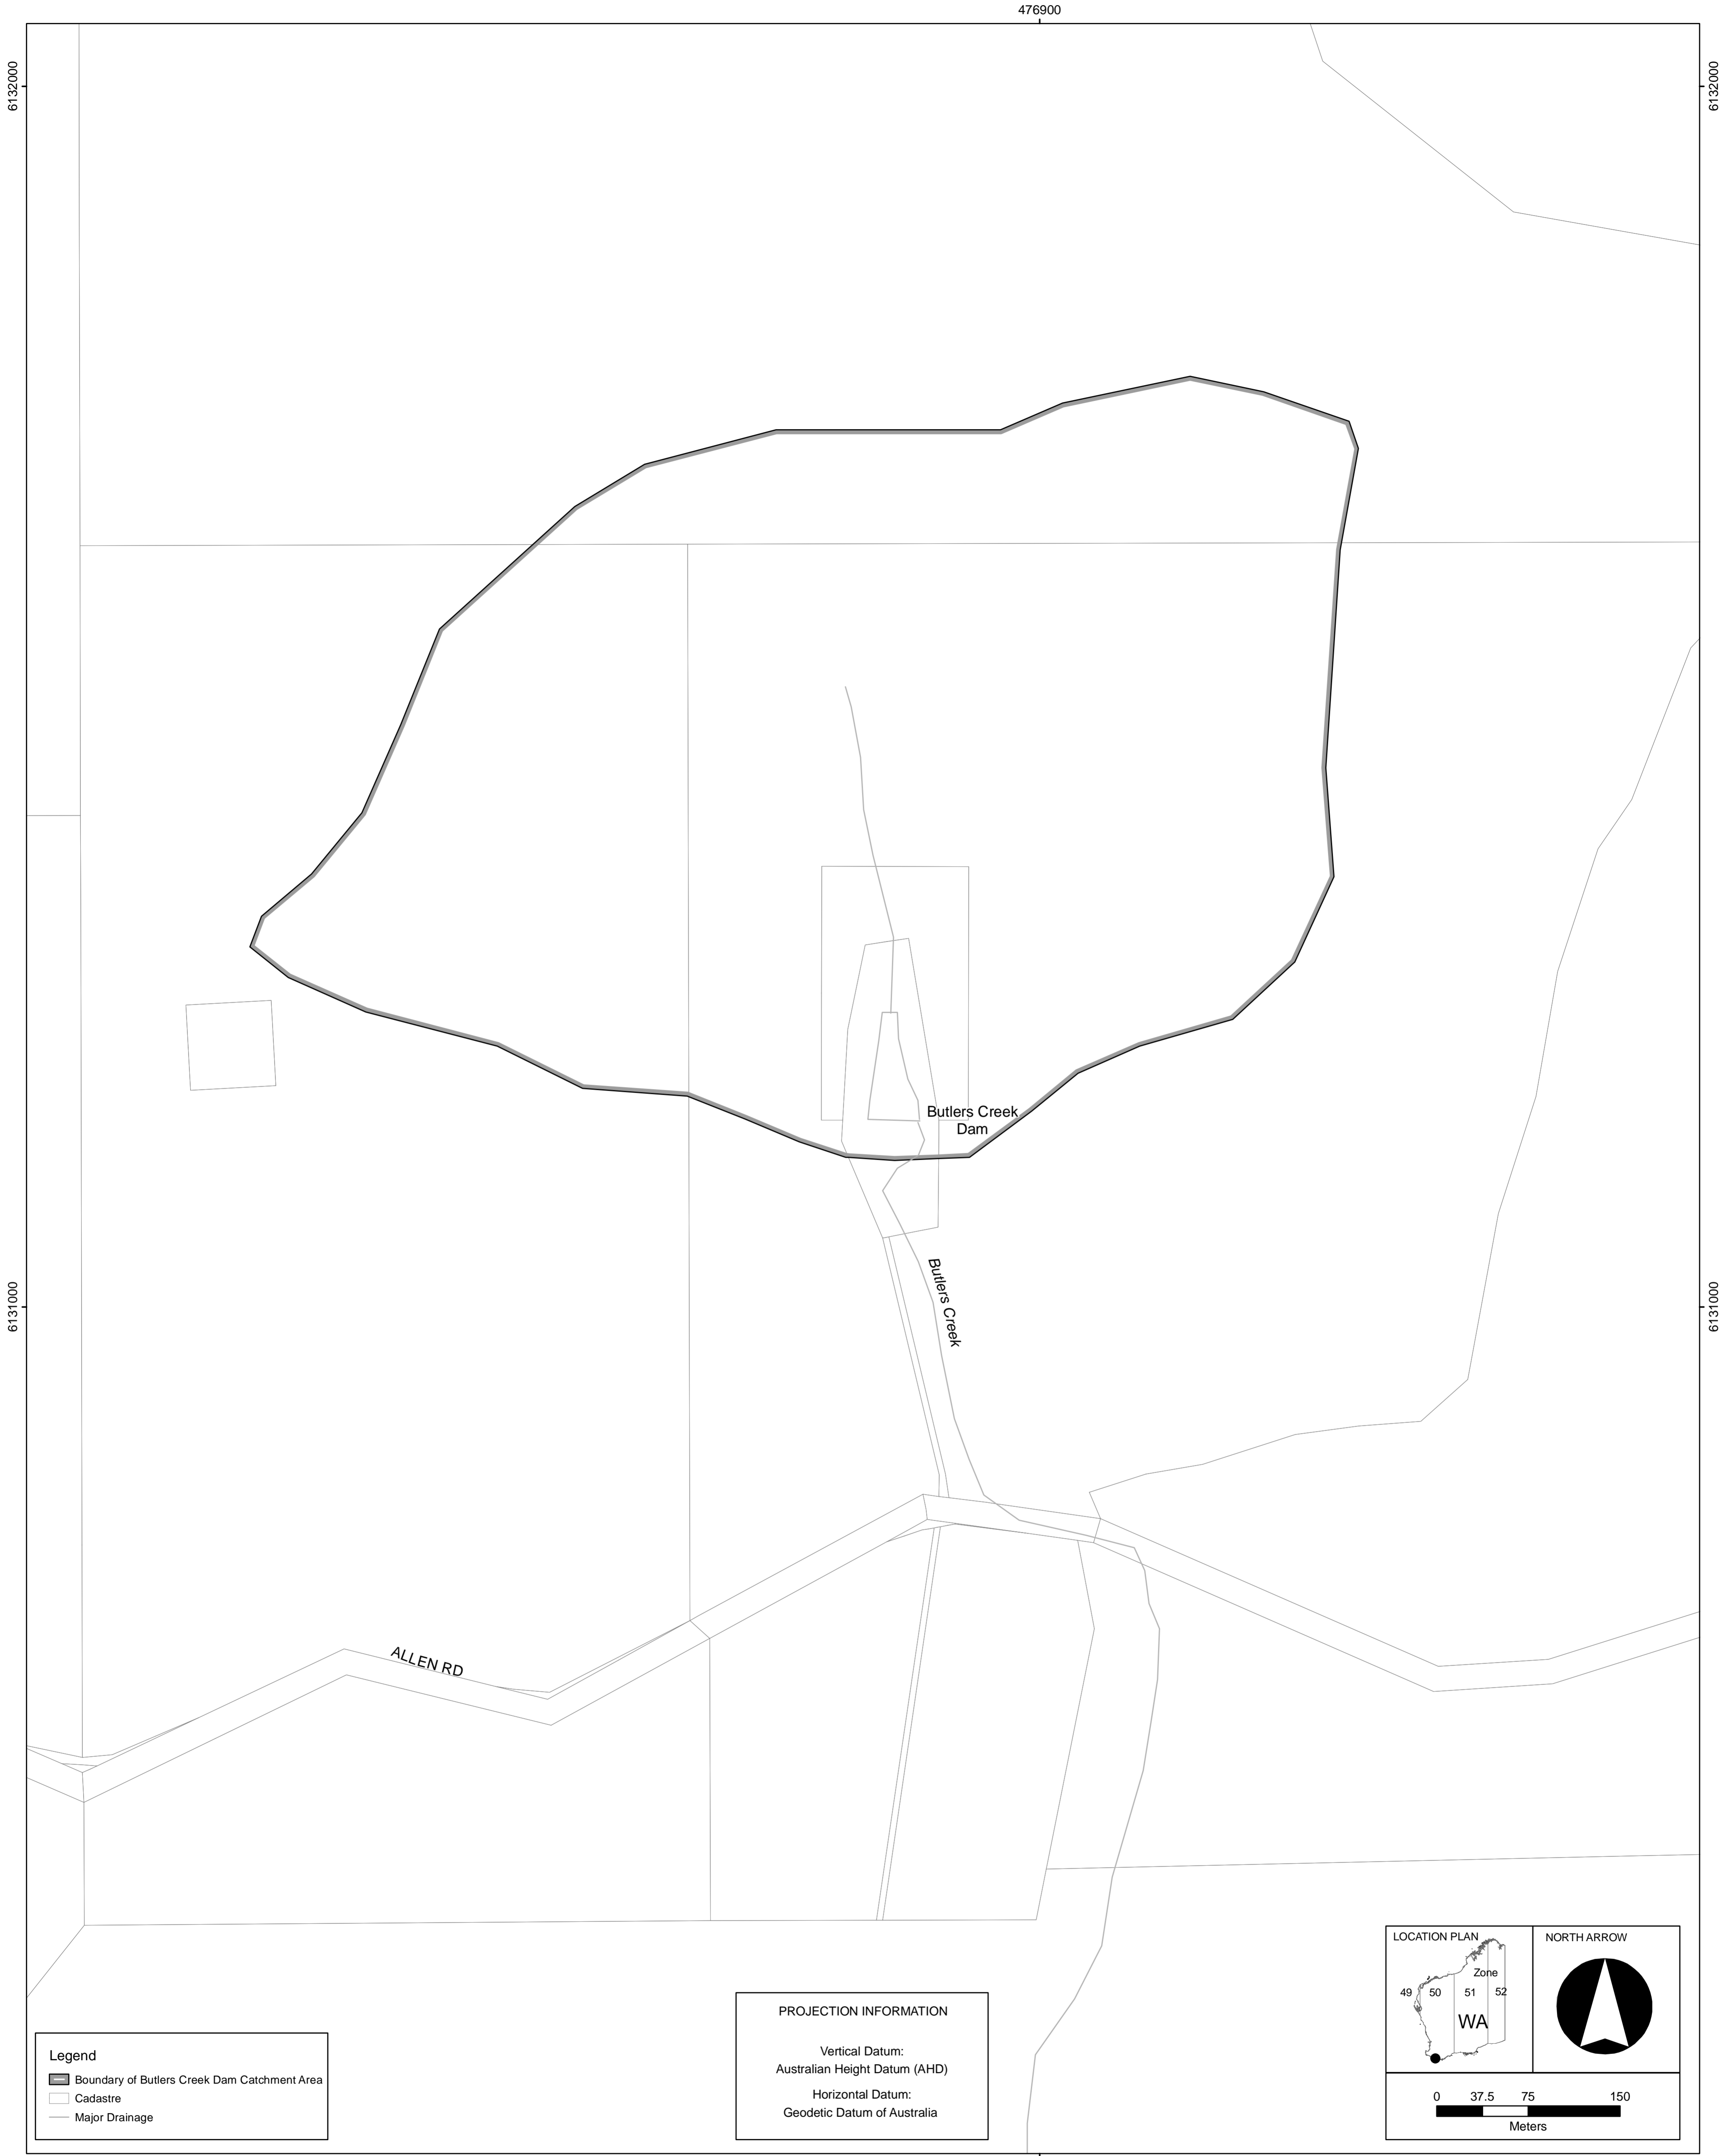 476900
6132000
6132000
Butlers Creek
Dam
6131000
6131000
Butlers Creek
ALLEN RD
Legend
Boundary of Butlers Creek Dam Catchment Area
Cadastre
Major Drainage
PROJECTION INFORMATION
Vertical Datum:
Australian Height Datum (AHD)
Horizontal Datum:
Geodetic Datum of Australia
LOCATION PLAN
Zone
49 50 51 52
WA
NORTH ARROW
0 37.5 75 150
Meters